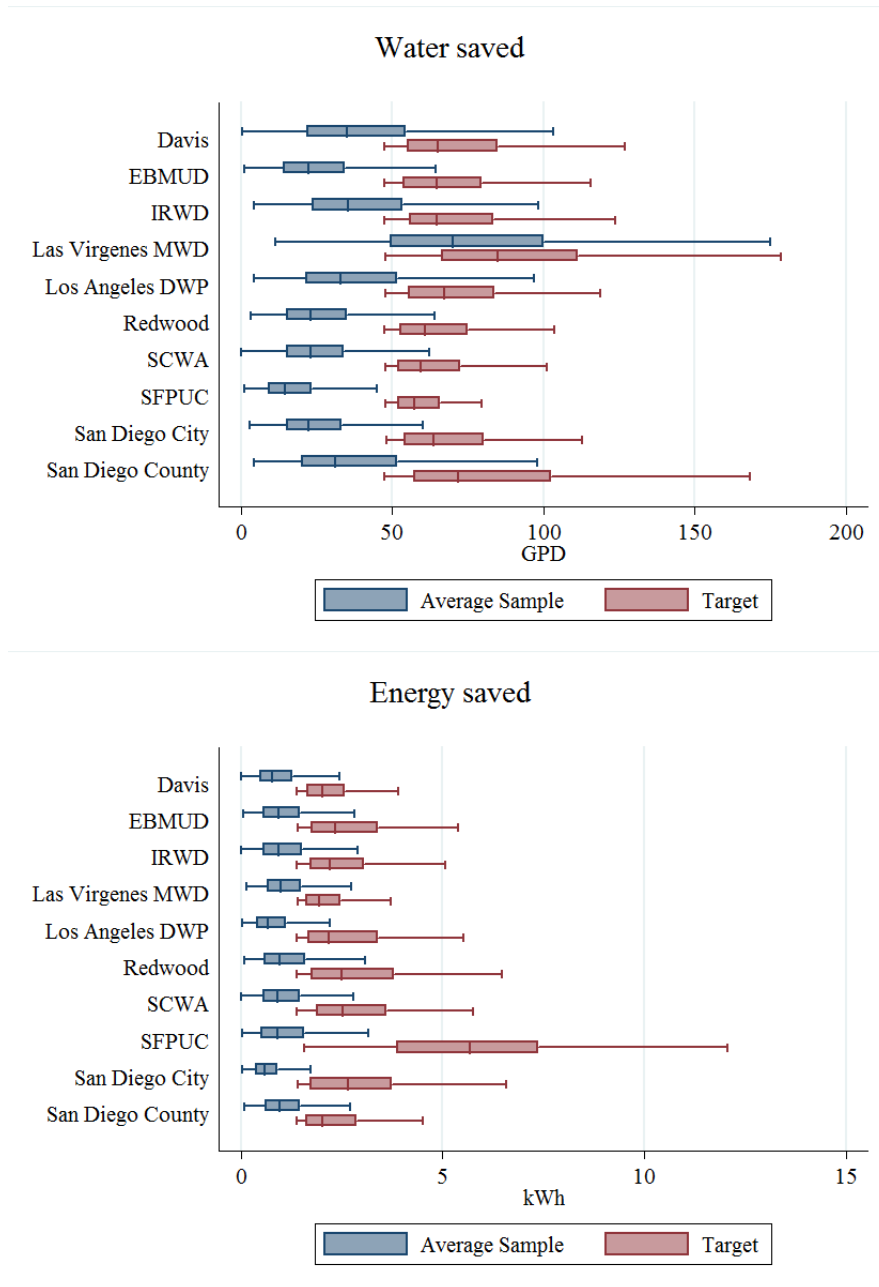 Water saved
Davis
EBMUD
IRWD
Las Virgenes MWD
Los Angeles DWP
Redwood
SCWA
SFPUC
San Diego City
San Diego County
0 50 100 150 200
GPD
Average Sample Target
Energy saved
Davis
EBMUD
IRWD
Las Virgenes MWD
Los Angeles DWP
Redwood
SCWA
SFPUC
San Diego City
San Diego County
0 5 10 15
kWh
Average Sample Target